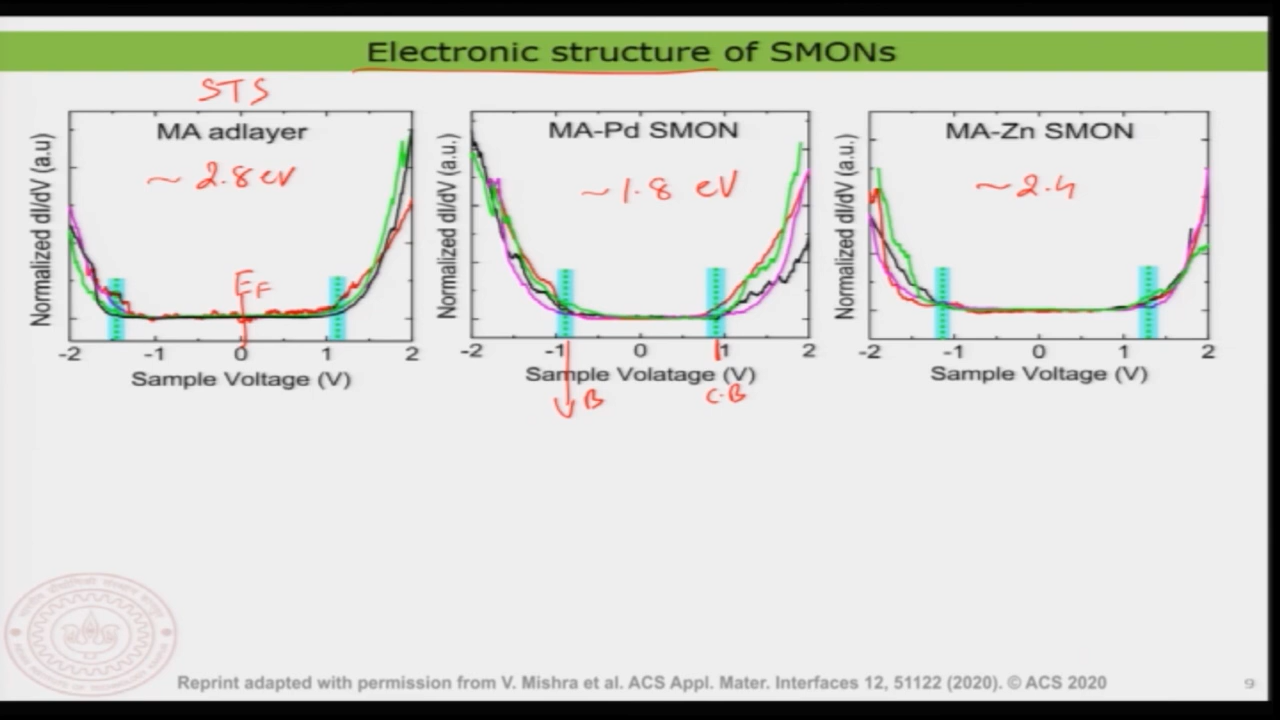 Electronic structure of SMONs
STS
MA adlayer
~ 2.8 eV
EF
Normalized dI/dV (a.u)
-2 -1 0 1 2
Sample Voltage (V)
MA-Pd SMON
~ 1.8 eV
Normalized dI/dV (a.u.)
-2 -1 0 1 2
Sample Volatage (V)
VB
C.B
MA-Zn SMON
~ 2.4
Normalized dI/dV (a.u.)
-2 -1 0 1 2
Sample Voltage (V)
Reprint adapted with permission from V. Mishra et al. ACS Appl. Mater. Interfaces 12, 51122 (2020). © ACS 2020
9